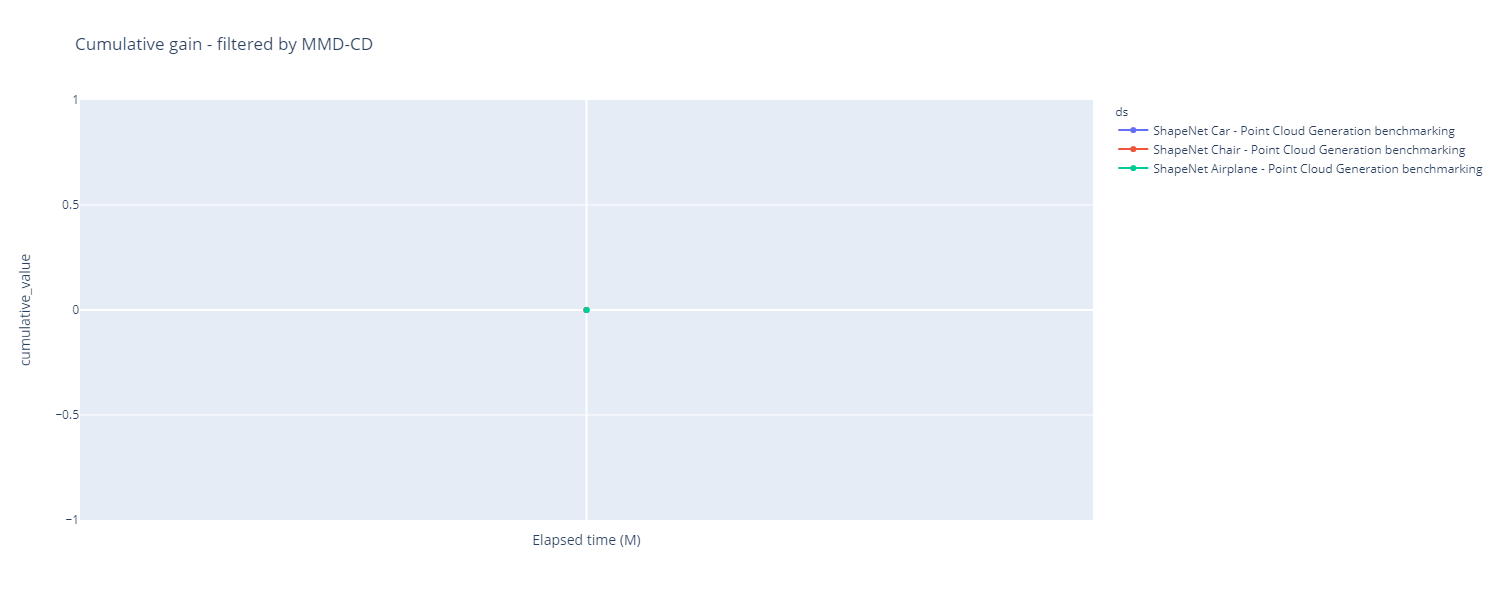 Cumulative gain - filtered by MMD-CD
1
0.5
0
−0.5
−1
cumulative_value
Elapsed time (M)
ds
ShapeNet Car - Point Cloud Generation benchmarking
ShapeNet Chair - Point Cloud Generation benchmarking
ShapeNet Airplane - Point Cloud Generation benchmarking